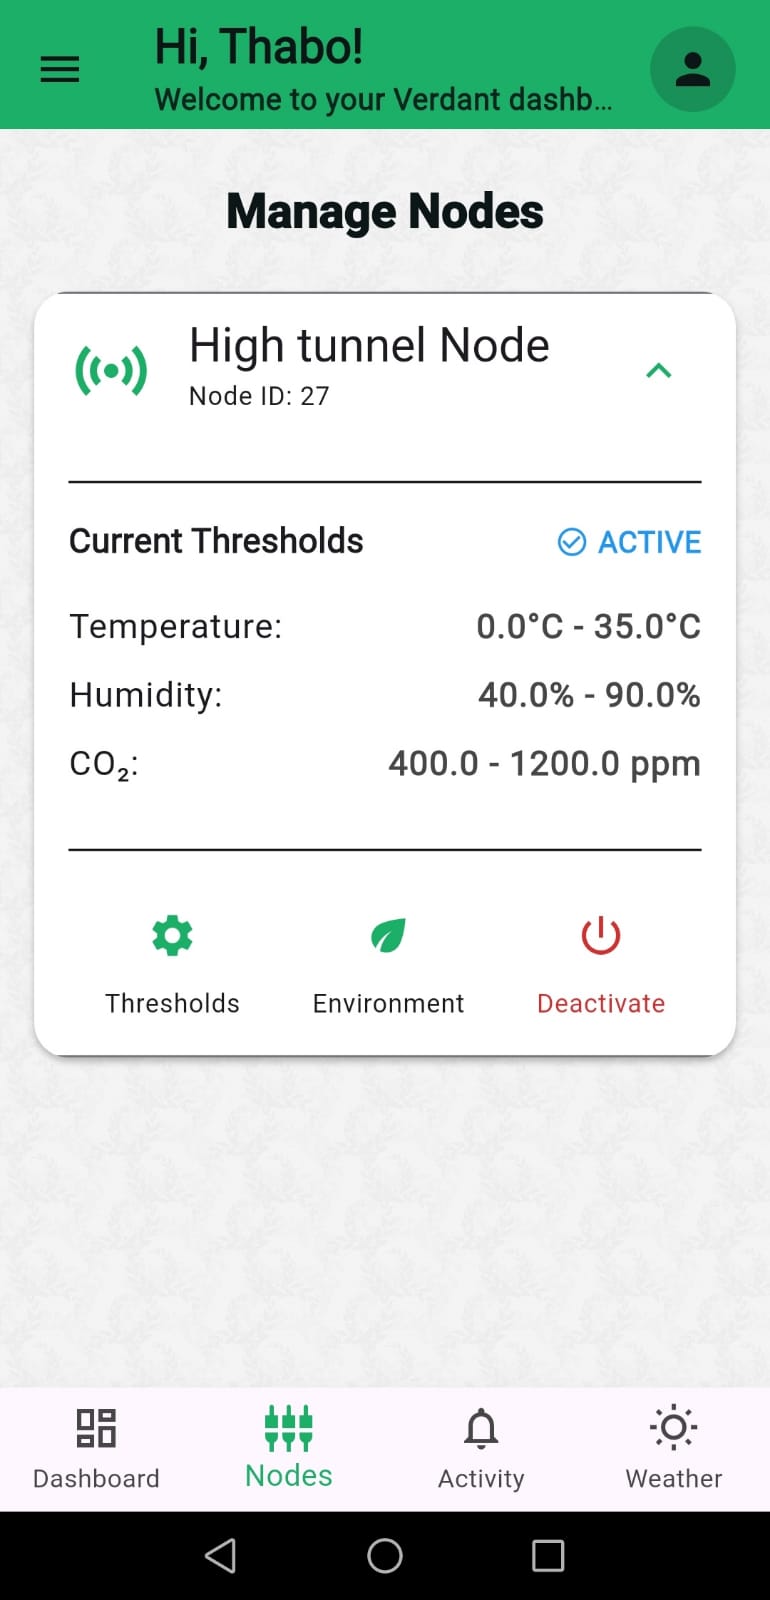 Hi, Thabo!
Welcome to your Verdant dashb...
Manage Nodes
High tunnel Node
Node ID: 27
Current Thresholds
ACTIVE
Temperature:
0.0°C - 35.0°C
Humidity:
40.0% - 90.0%
CO₂:
400.0 - 1200.0 ppm
Thresholds
Environment
Deactivate
Dashboard
Nodes
Activity
Weather